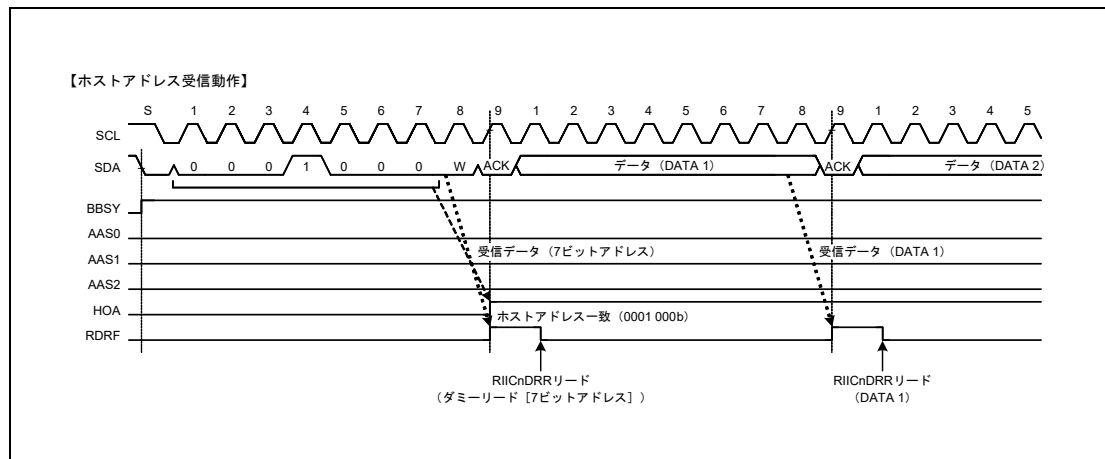 【ホストアドレス受信動作】
S 1 2 3 4 5 6 7 8 9 1 2 3 4 5 6 7 8 9 1 2 3 4 5
SCL
SDA 0 0 0 1 0 0 0 W ACK データ（DATA 1） ACK データ（DATA 2）
BBSY
AAS0
AAS1 受信データ（7ビットアドレス） 受信データ（DATA 1）
AAS2
HOA
ホストアドレス一致（0001 000b）
RDRF
RIICnDRRリード
（ダミーリード［7ビットアドレス］）
RIICnDRRリード
（DATA 1）